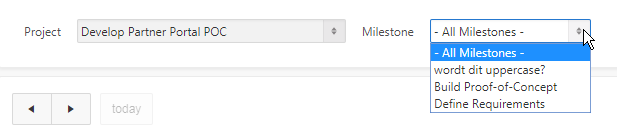 Project Develop Partner Portal POC Milestone - All Milestones -
- All Milestones -
wordt dit uppercase?
Build Proof-of-Concept
Define Requirements
today